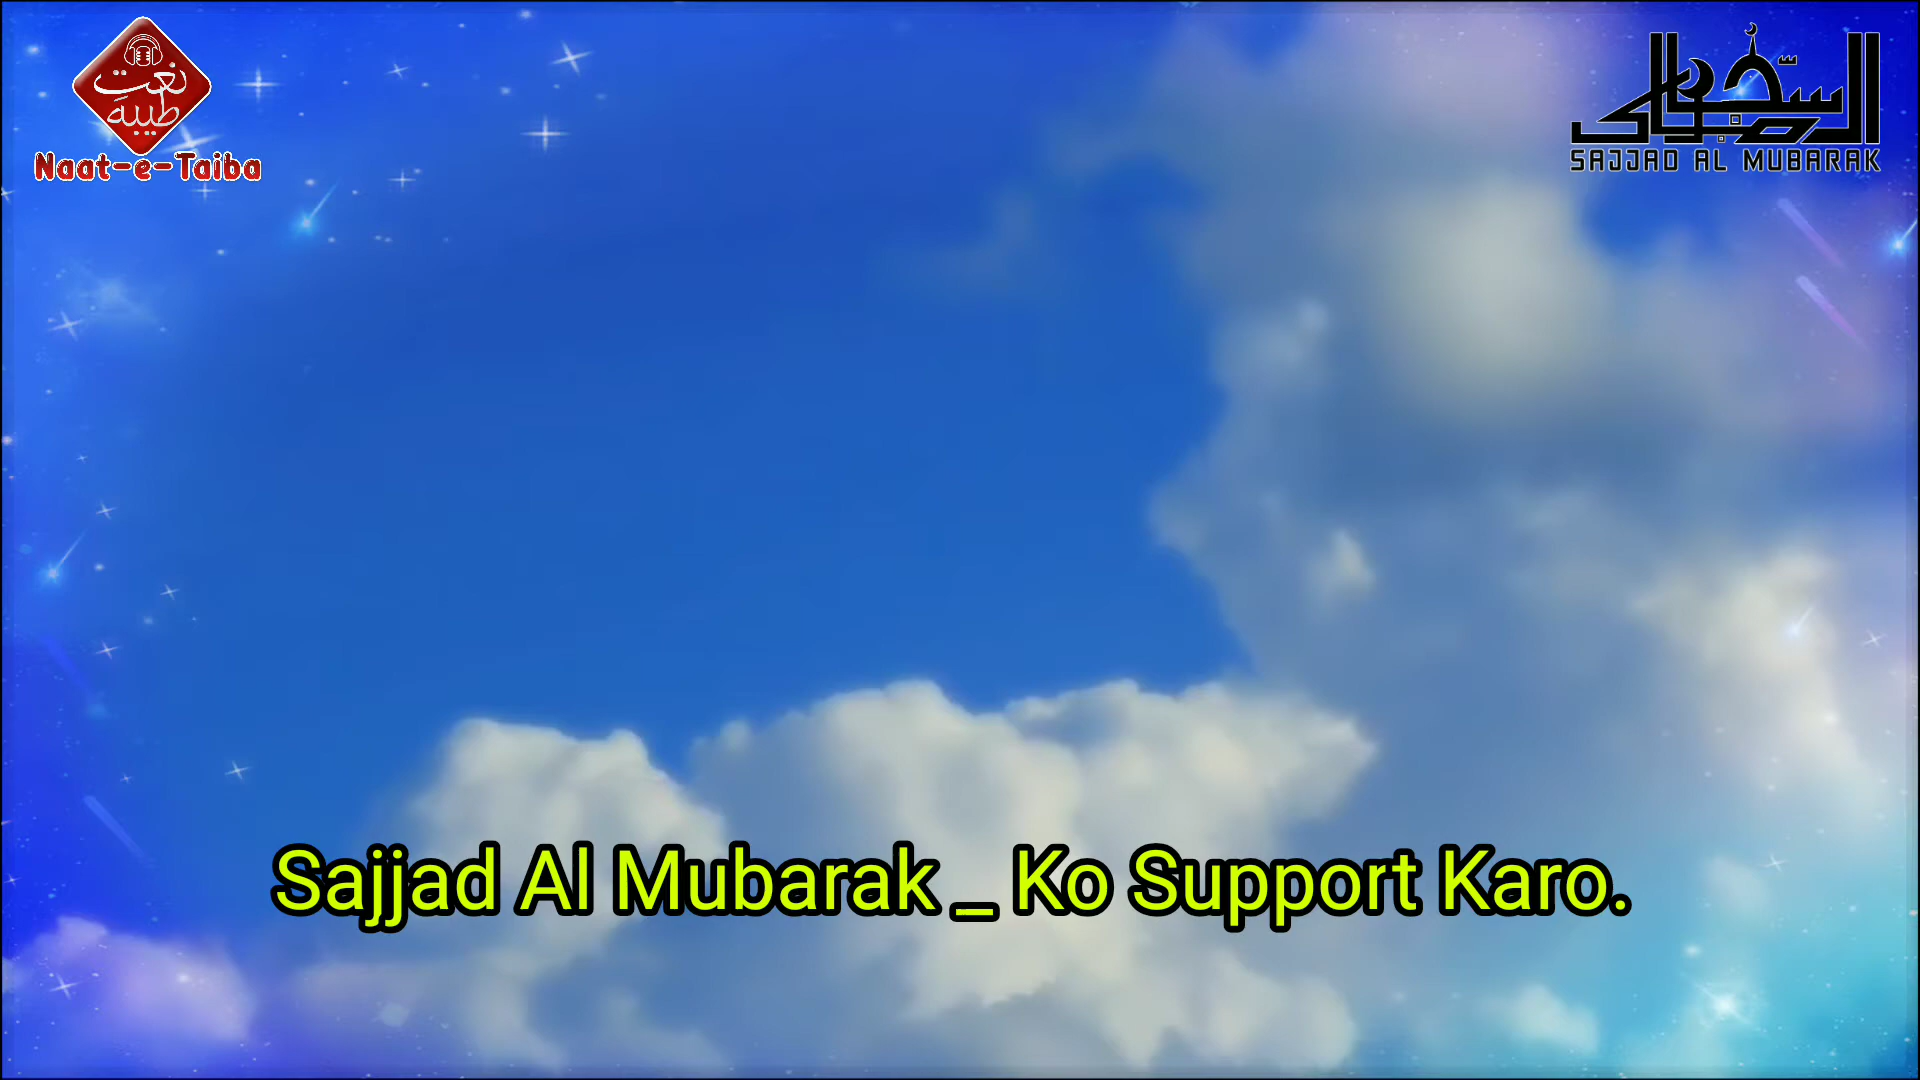 نعت
طیبہ
Naat-e-Taiba
SAJJAD AL MUBARAK
Sajjad Al Mubarak _ Ko Support Karo.